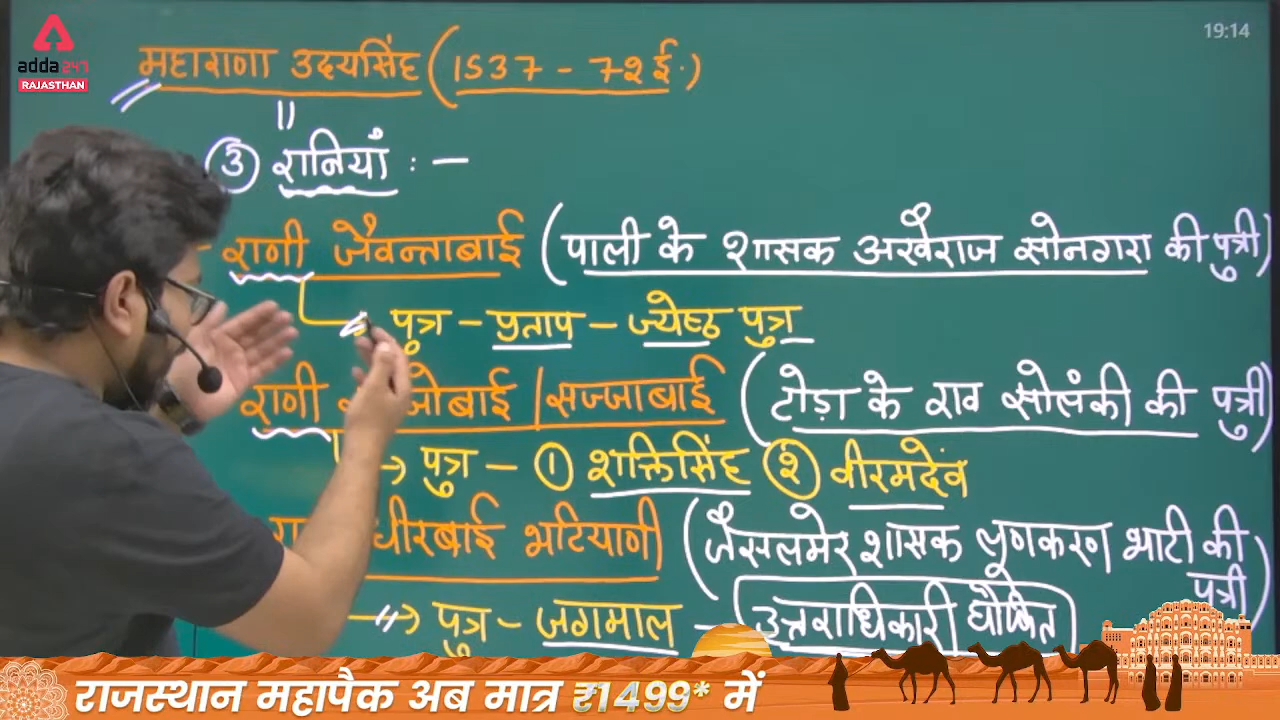 19:14
adda247
RAJASTHAN
महाराणा उदयसिंह (1537 - 72 ई.)
③ रानियाँ : -
राणी जैवन्ताबाई (पाली के शासक अखैराज सोनगरा की पुत्री)
पुत्र - प्रताप - ज्येष्ठ पुत्र
राणी / सज्जाबाई (टोड़ा के राव सोलंकी की पुत्री)
→ पुत्र - ① शक्तिसिंह ② वीरमदेव
धीरबाई भटियाणी (जैसलमेर शासक लूणकरण भाटी की पुत्री)
→ पुत्र - जगमाल - उत्तराधिकारी घोषित
राजस्थान महापैक अब मात्र ₹1499* में